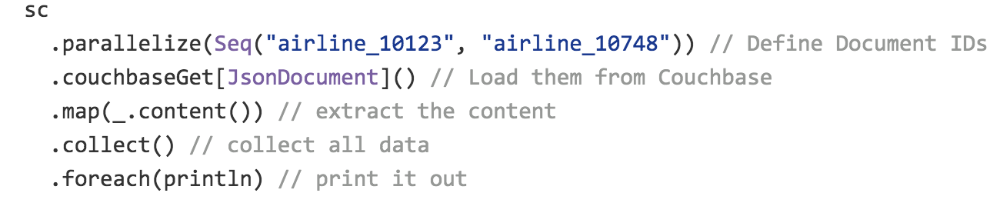 sc
.parallelize(Seq("airline_10123", "airline_10748")) // Define Document IDs
.couchbaseGet[JsonDocument]() // Load them from Couchbase
.map(_.content()) // extract the content
.collect() // collect all data
.foreach(println) // print it out